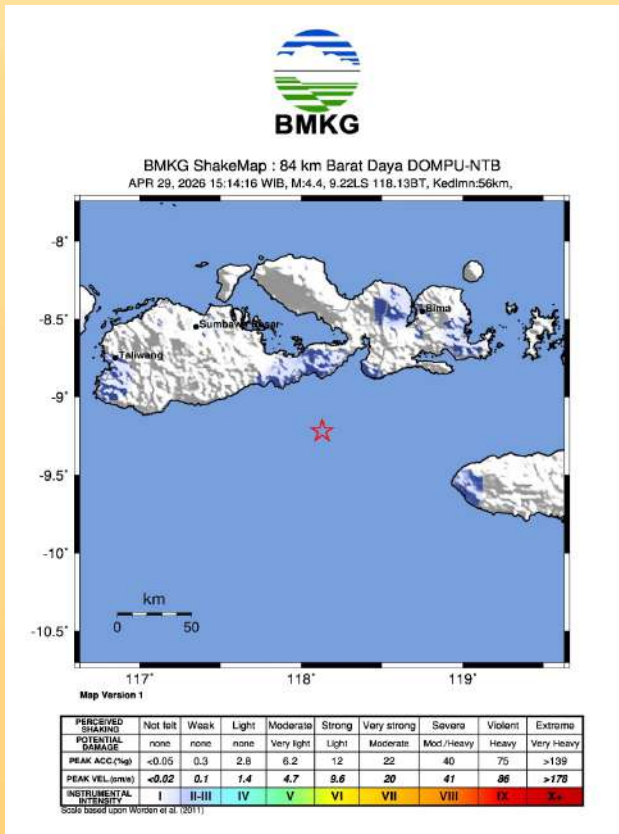 BMKG
BMKG ShakeMap : 84 km Barat Daya DOMPU-NTB
APR 29, 2026 15:14:16 WIB, M:4.4, 9.22LS 118.13BT, Kedlmn:56km,
-8°
-8.5°
-9°
-9.5°
-10°
-10.5°
Bima
Sumbawa Besar
Taliwang
km
0 50
117° 118° 119°
Map Version 1
PERCEIVED SHAKING Not felt Weak Light Moderate Strong Very strong Severe Violent Extreme
POTENTIAL DAMAGE none none none Very light Light Moderate Mod./Heavy Heavy Very Heavy
PEAK ACC.(%g) <0.05 0.3 2.8 6.2 12 22 40 75 >139
PEAK VEL.(cm/s) <0.02 0.1 1.4 4.7 9.6 20 41 86 >178
INSTRUMENTAL INTENSITY I II-III IV V VI VII VIII IX X+
Scale based upon Worden et al. (2011)